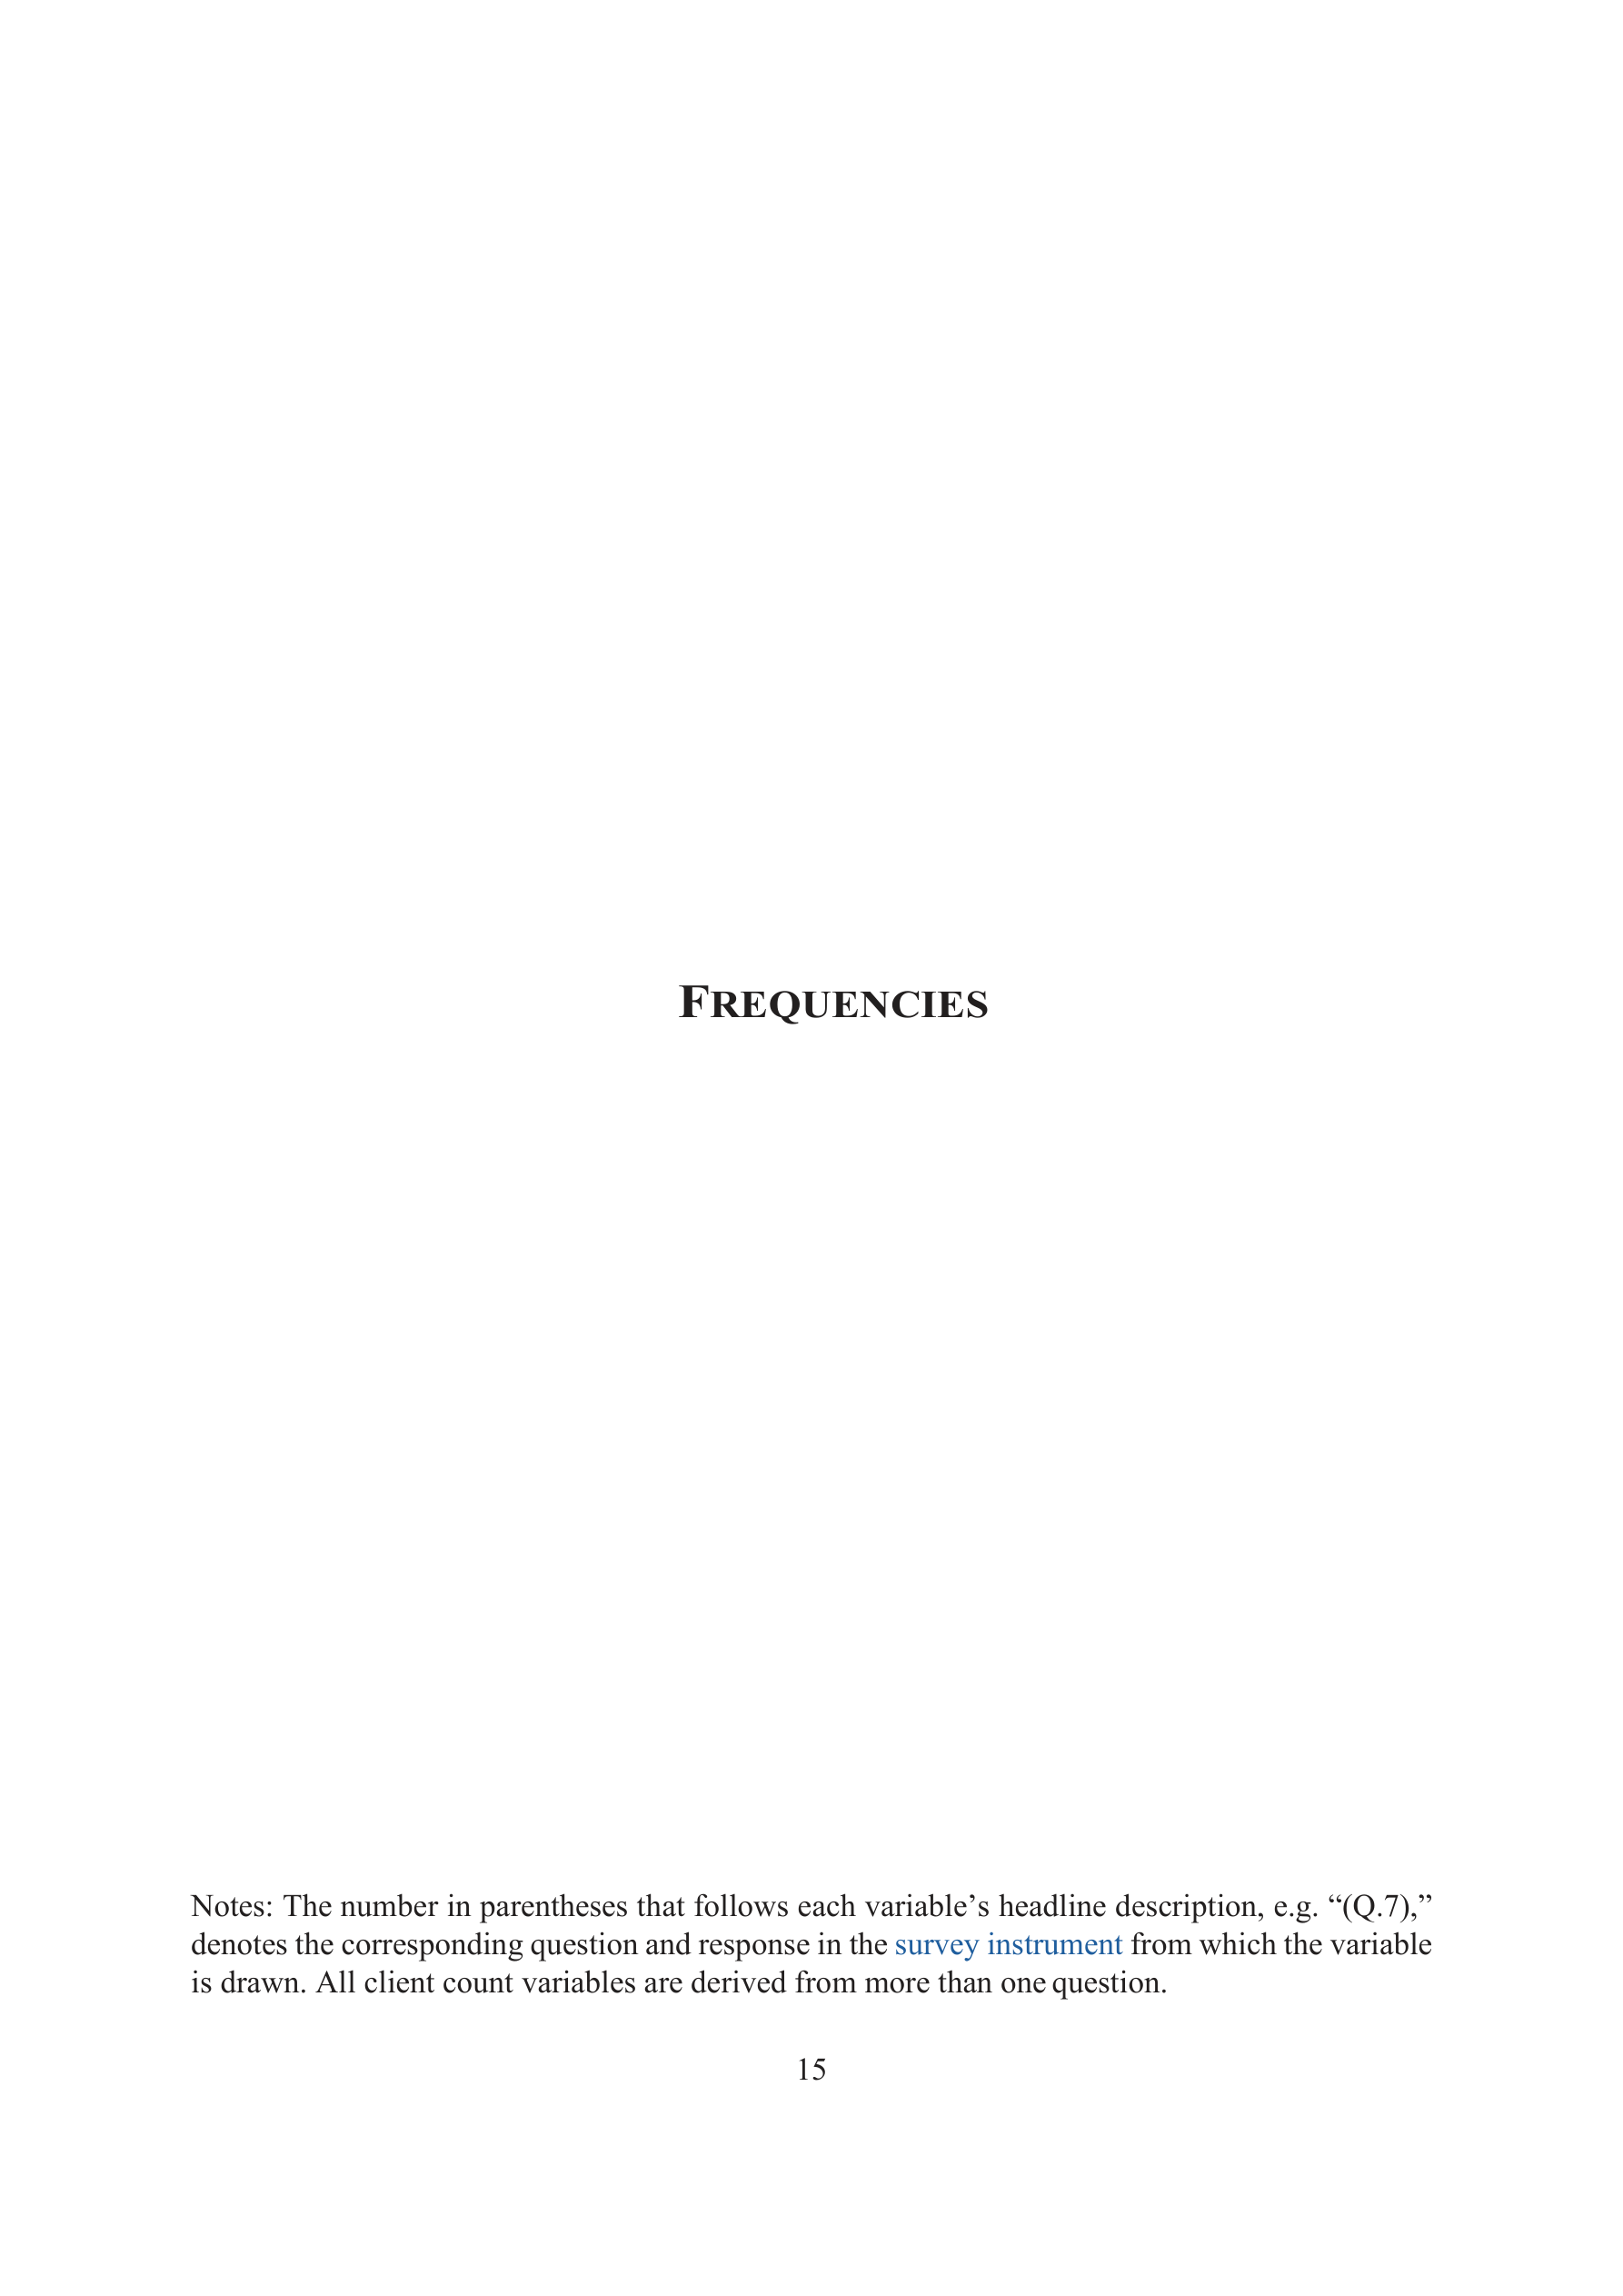 FREQUENCIES
Notes: The number in parentheses that follows each variable’s headline description, e.g. “(Q.7),”
denotes the corresponding question and response in the survey instrument from which the variable
is drawn. All client count variables are derived from more than one question.
15